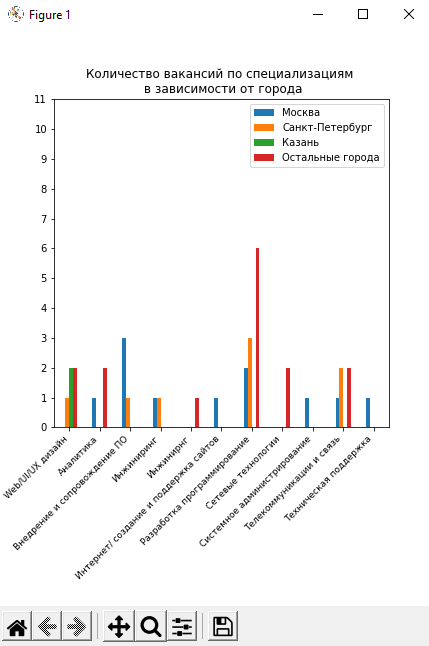 Figure 1
Количество вакансий по специализациям
в зависимости от города
Москва
Санкт-Петербург
Казань
Остальные города
11
10
9
8
7
6
5
4
3
2
1
0
Web/UI/UX дизайн
Аналитика
Внедрение и сопровождение ПО
Инжиниринг
Инжинирнг
Интернет/ создание и поддержка сайтов
Разработка программирование
Сетевые технологии
Системное администрирование
Телекоммуникации и связь
Техническая поддержка